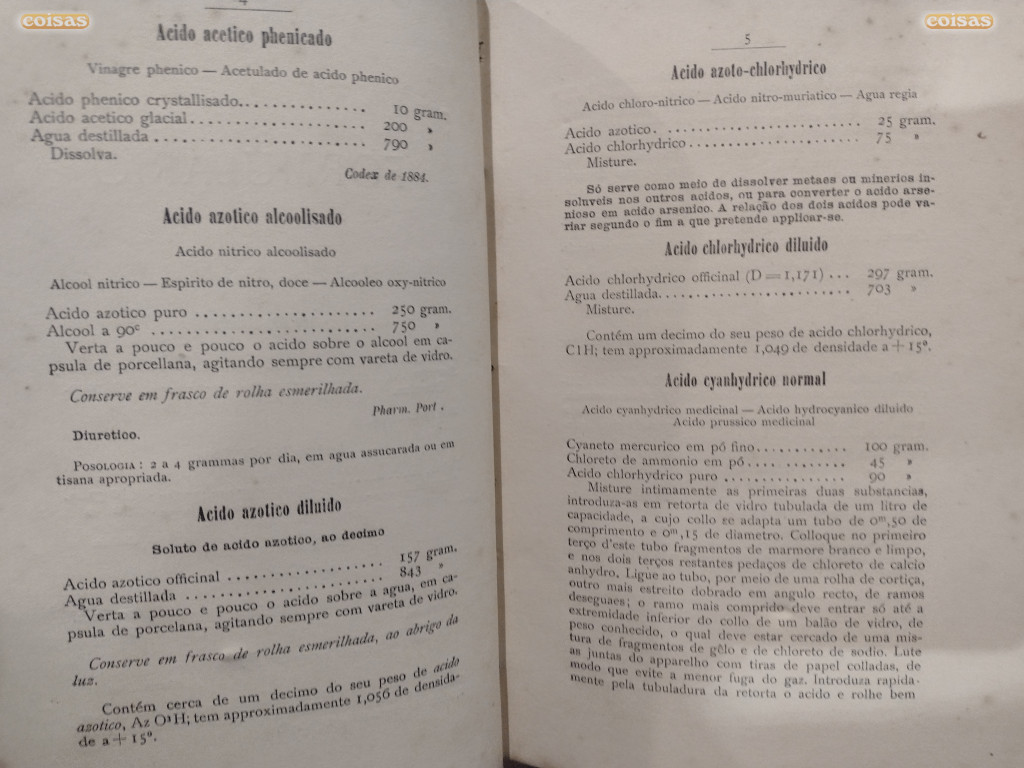 coisas
coisas
4
Acido acetico phenicado
Vinagre phenico — Acetulado de acido phenico
Acido phenico crystallisado............... 10 gram.
Acido acetico glacial..................... 200 »
Agua destillada........................... 790 »
Dissolva.
Codex de 1884.
Acido azotico alcoolisado
Acido nitrico alcoolisado
Alcool nitrico — Espirito de nitro, doce — Alcooleo oxy-nitrico
Acido azotico puro ..................... 250 gram.
Alcool a 90º ........................... 750 »
Verta a pouco e pouco o acido sobre o alcool em ca-
psula de porcellana, agitando sempre com vareta de vidro.
Conserve em frasco de rolha esmerilhada.
Pharm. Port.
Diuretico.
Posologia: 2 a 4 grammas por dia, em agua assucarada ou em
tisana apropriada.
Acido azotico diluido
Soluto de acido azotico, ao decimo
Acido azotico officinal .................. 157 gram.
Agua destillada .......................... 843 »
Verta a pouco e pouco o acido sobre a agua, em ca-
psula de porcelana, agitando sempre com vareta de vidro.
Conserve em frasco de rolha esmerilhada, ao abrigo da
luz.
Contém cerca de um decimo do seu peso de acido
azotico, Az O³H; tem approximadamente 1,056 de densida-
de a + 15º.
5
Acido azoto-chlorhydrico
Acido chloro-nitrico — Acido nitro-muriatico — Agua regia
Acido azotico. ......................... 25 gram.
Acido chlorhydrico...................... 75 »
Misture.
Só serve como meio de dissolver metaes ou minerios in-
soluveis nos outros acidos, ou para converter o acido arse-
nioso em acido arsenico. A relação dos dois acidos pode va-
riar segundo o fim a que pretende applicar-se.
Acido chlorhydrico diluido
Acido chlorhydrico officinal (D = 1,171) ... 297 gram.
Agua destillada............................ 703 »
Misture.
Contém um decimo do seu peso de acido chlorhydrico,
ClH; tem approximadamente 1,049 de densidade a + 15º.
Acido cyanhydrico normal
Acido cyanhydrico medicinal — Acido hydrocyanico diluido
Acido prussico medicinal
Cyaneto mercurico em pó fino............ 100 gram.
Chloreto de ammonio em pó............... 45 »
Acido chlorhydrico puro ................ 90 »
Misture intimamente as primeiras duas substancias,
introduza-as em retorta de vidro tubulada de um litro de
capacidade, a cujo collo se adapta um tubo de 0ᵐ,50 de
comprimento e 0ᵐ,15 de diametro. Colloque no primeiro
terço d'este tubo fragmentos de marmore branco e limpo,
e nos dois terços restantes pedaços de chloreto de calcio
anhydro. Ligue ao tubo, por meio de uma rolha de cortiça,
outro mais estreito dobrado em angulo recto, de ramos
deseguaes; o ramo mais comprido deve entrar só até a
extremidade inferior do collo de um balão de vidro, de
peso conhecido, o qual deve estar cercado de uma mis-
tura de fragmentos de gêlo e de chloreto de sodio. Lute
as juntas do apparelho com tiras de papel colladas, de
modo que evite a menor fuga do gaz. Introduza rapida-
mente pela tubuladura da retorta o acido e rolhe bem